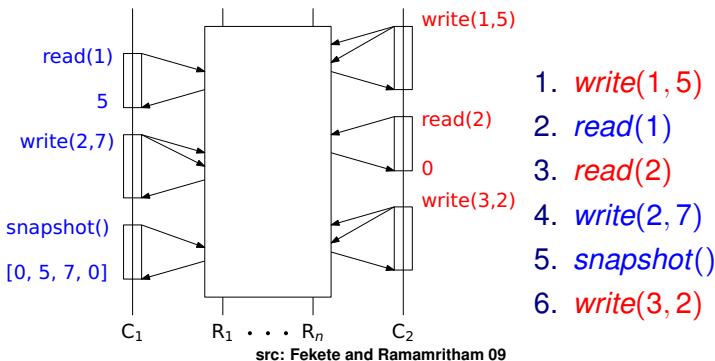 read(1)
5
write(2,7)
snapshot()
[0, 5, 7, 0]
write(1,5)
read(2)
0
write(3,2)
C1
R1
Rn
C2
src: Fekete and Ramamritham 09
1. write(1, 5)
2. read(1)
3. read(2)
4. write(2, 7)
5. snapshot()
6. write(3, 2)